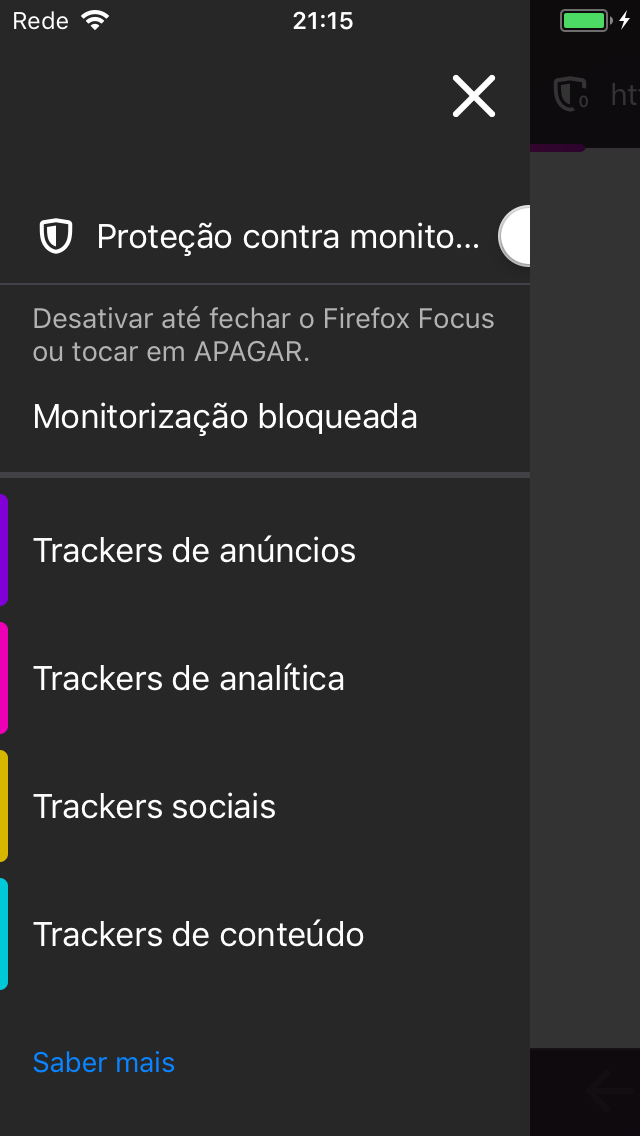 Rede 21:15
0 htt
Proteção contra monito...
Desativar até fechar o Firefox Focus
ou tocar em APAGAR.
Monitorização bloqueada
Trackers de anúncios
Trackers de analítica
Trackers sociais
Trackers de conteúdo
Saber mais